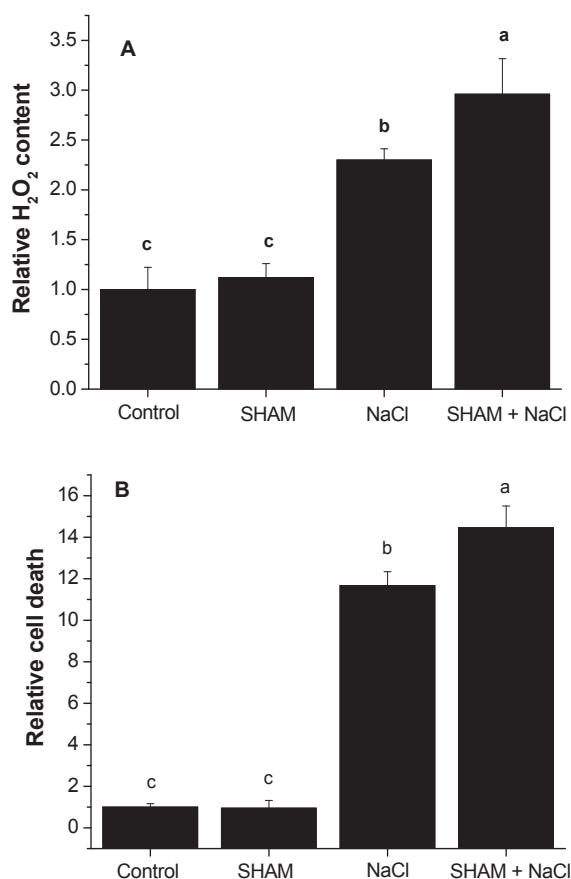 A
Relative H₂O₂ content
3.5
3.0
2.5
2.0
1.5
1.0
0.5
0.0
c
c
b
a
Control SHAM NaCl SHAM + NaCl
B
Relative cell death
16
14
12
10
8
6
4
2
0
c
c
b
a
Control SHAM NaCl SHAM + NaCl